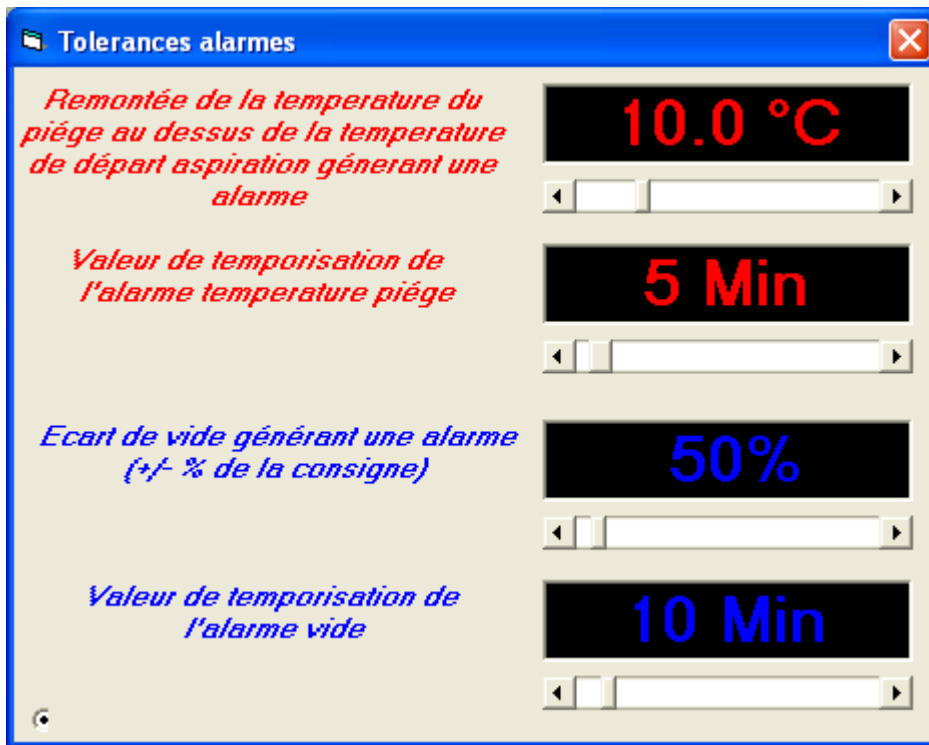 Tolerances alarmes
Remontée de la temperature du
piége au dessus de la temperature
de départ aspiration génerant une
alarme
10.0 °C
Valeur de temporisation de
l'alarme temperature piége
5 Min
Ecart de vide générant une alarme
(+/- % de la consigne)
50%
Valeur de temporisation de
l'alarme vide
10 Min